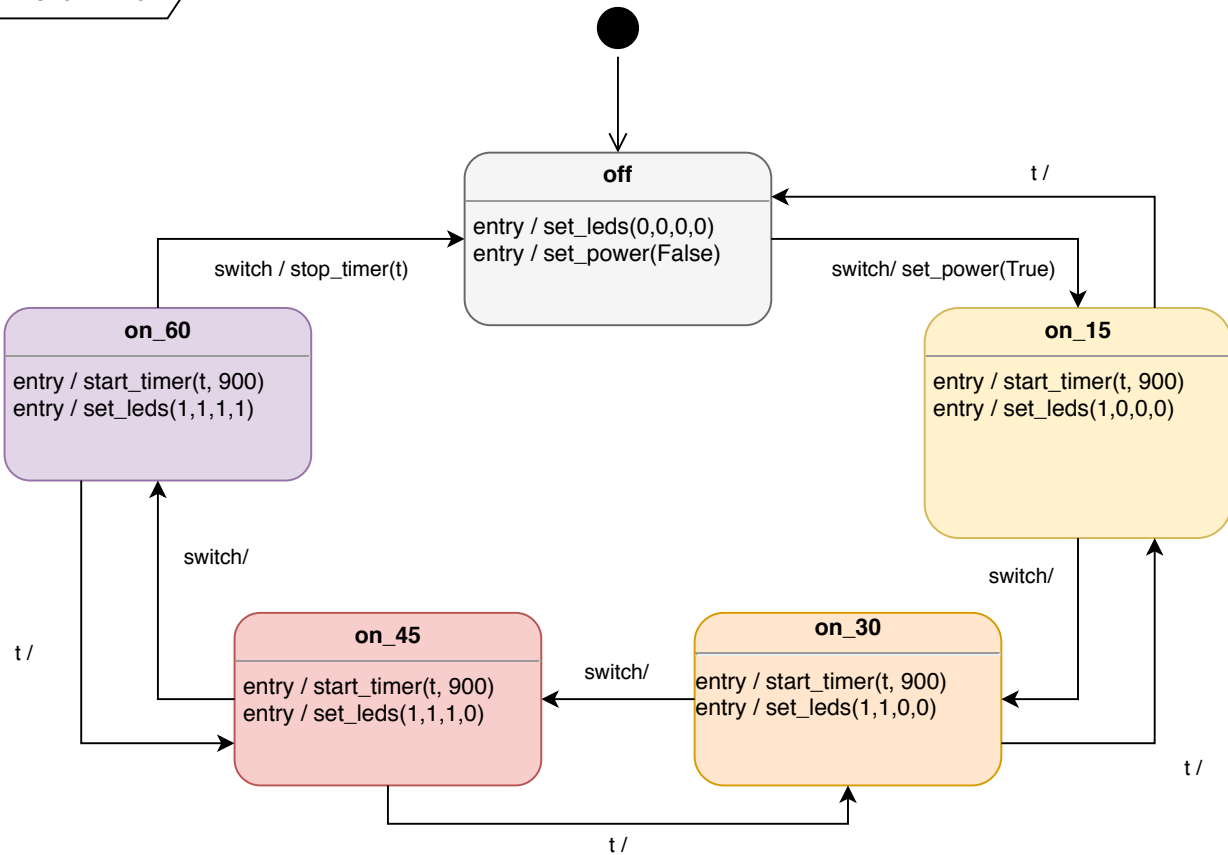 off
entry / set_leds(0,0,0,0)
entry / set_power(False)
t /
switch / stop_timer(t)
switch/ set_power(True)
on_60
entry / start_timer(t, 900)
entry / set_leds(1,1,1,1)
on_15
entry / start_timer(t, 900)
entry / set_leds(1,0,0,0)
switch/
switch/
t /
on_45
entry / start_timer(t, 900)
entry / set_leds(1,1,1,0)
switch/
on_30
entry / start_timer(t, 900)
entry / set_leds(1,1,0,0)
t /
t /